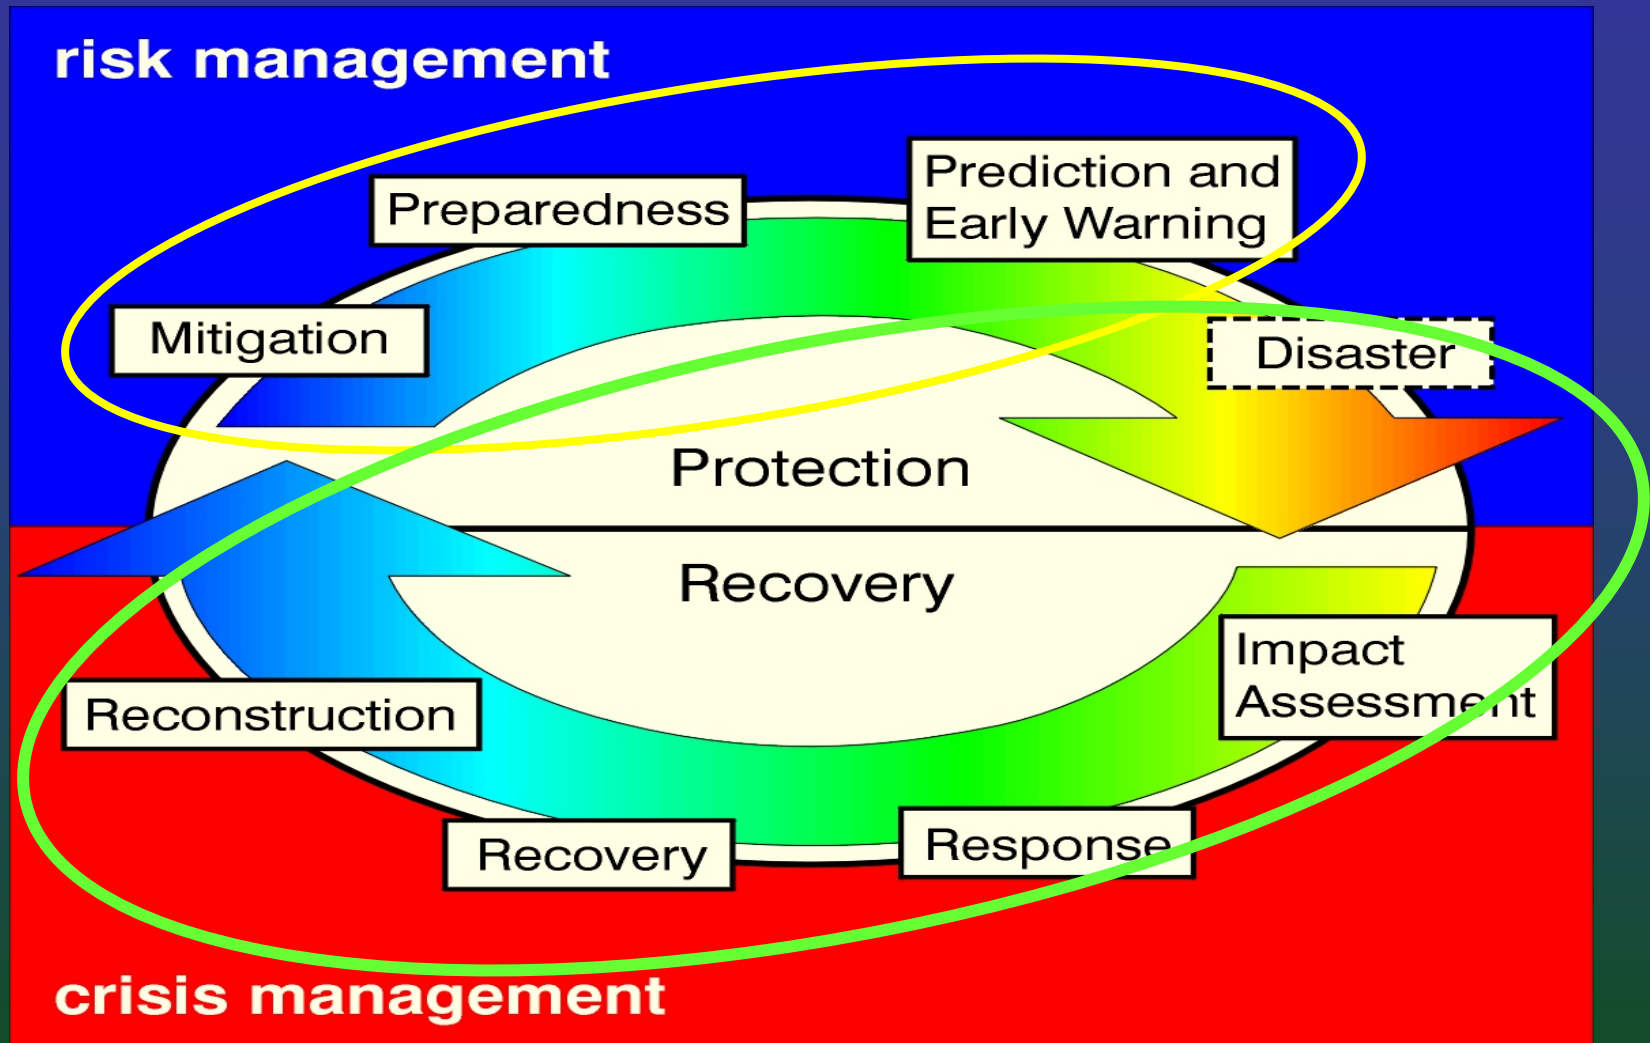 risk management
Preparedness
Prediction and
Early Warning
Mitigation
Disaster
Protection
Recovery
Impact
Assessment
Reconstruction
Recovery
Response
crisis management